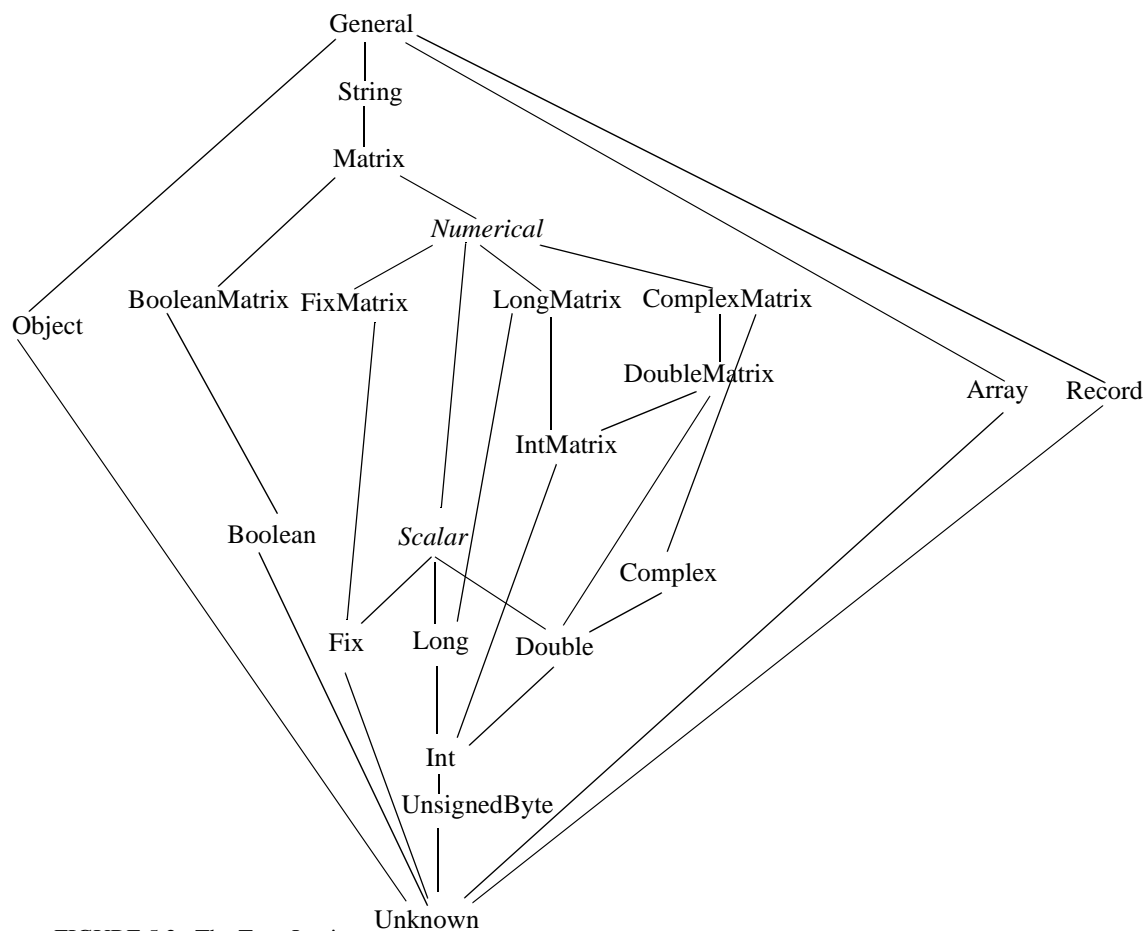 General
String
Matrix
Numerical
BooleanMatrix FixMatrix LongMatrix ComplexMatrix
Object
DoubleMatrix
Array Record
IntMatrix
Boolean Scalar
Complex
Fix Long Double
Int
UnsignedByte
Unknown